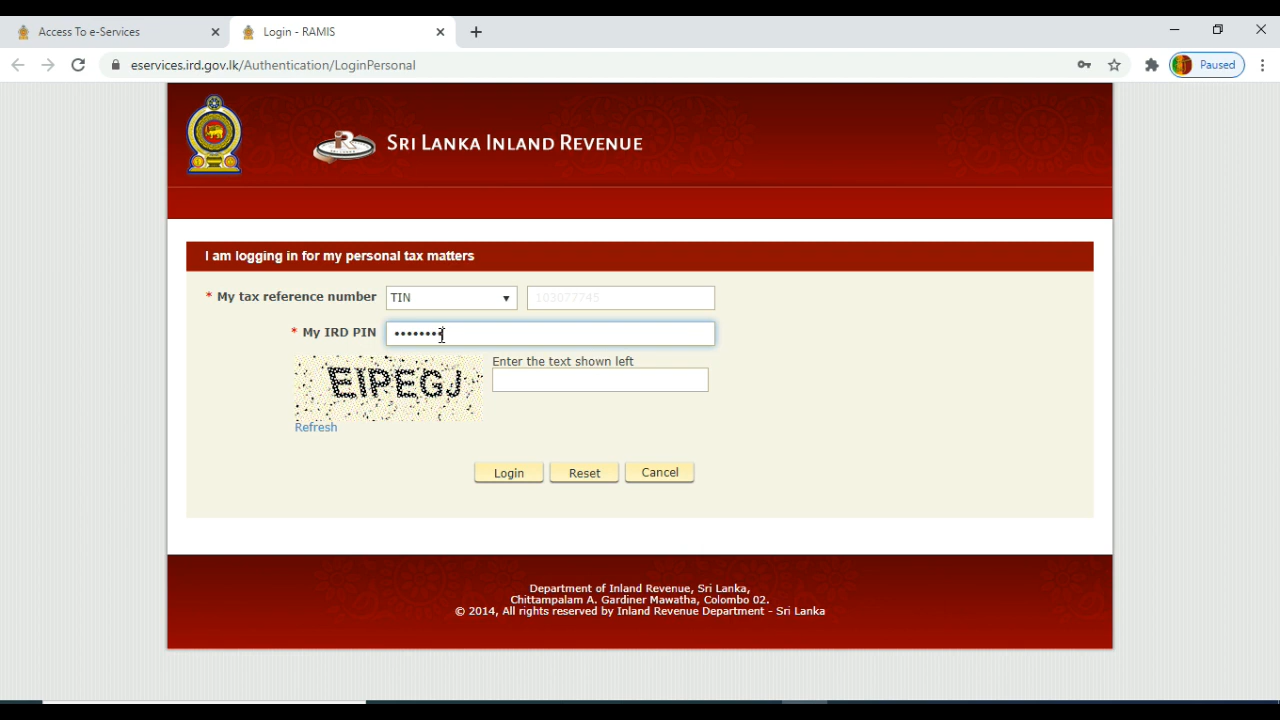 Access To e-Services
Login - RAMIS
eservices.ird.gov.lk/Authentication/LoginPersonal
Paused
SRI LANKA INLAND REVENUE
I am logging in for my personal tax matters
* My tax reference number TIN 103077745
* My IRD PIN ••••••••
Enter the text shown left
EIPEGJ
Refresh
Login Reset Cancel
Department of Inland Revenue, Sri Lanka,
Chittampalam A. Gardiner Mawatha, Colombo 02.
© 2014, All rights reserved by Inland Revenue Department - Sri Lanka